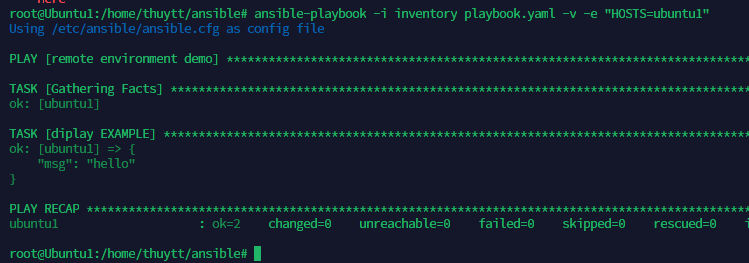 here
root@Ubuntu1:/home/thuytt/ansible# ansible-playbook -i inventory playbook.yaml -v -e "HOSTS=ubuntu1"
Using /etc/ansible/ansible.cfg as config file
PLAY [remote environment demo] ******************************************************************************
TASK [Gathering Facts] **************************************************************************************
ok: [ubuntu1]
TASK [diplay EXAMPLE] ***************************************************************************************
ok: [ubuntu1] => {
    "msg": "hello"
}
PLAY RECAP **************************************************************************************************
ubuntu1                    : ok=2    changed=0    unreachable=0    failed=0    skipped=0    rescued=0    i
root@Ubuntu1:/home/thuytt/ansible#